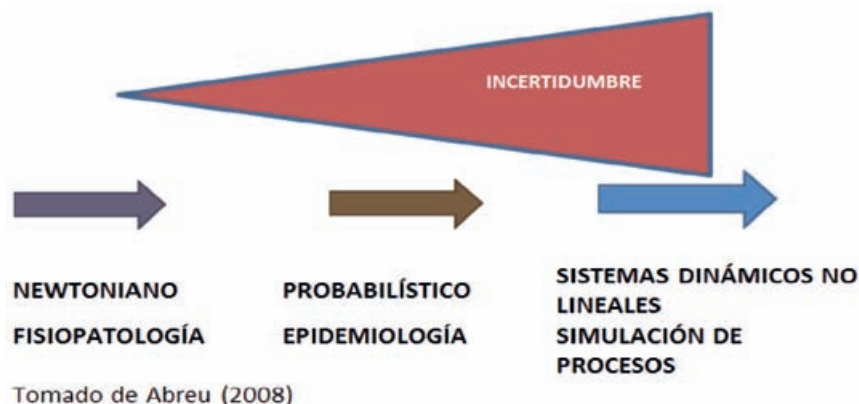 INCERTIDUMBRE
NEWTONIANO
FISIOPATOLOGÍA
PROBABILÍSTICO
EPIDEMIOLOGÍA
SISTEMAS DINÁMICOS NO
LINEALES
SIMULACIÓN DE
PROCESOS
Tomado de Abreu (2008)